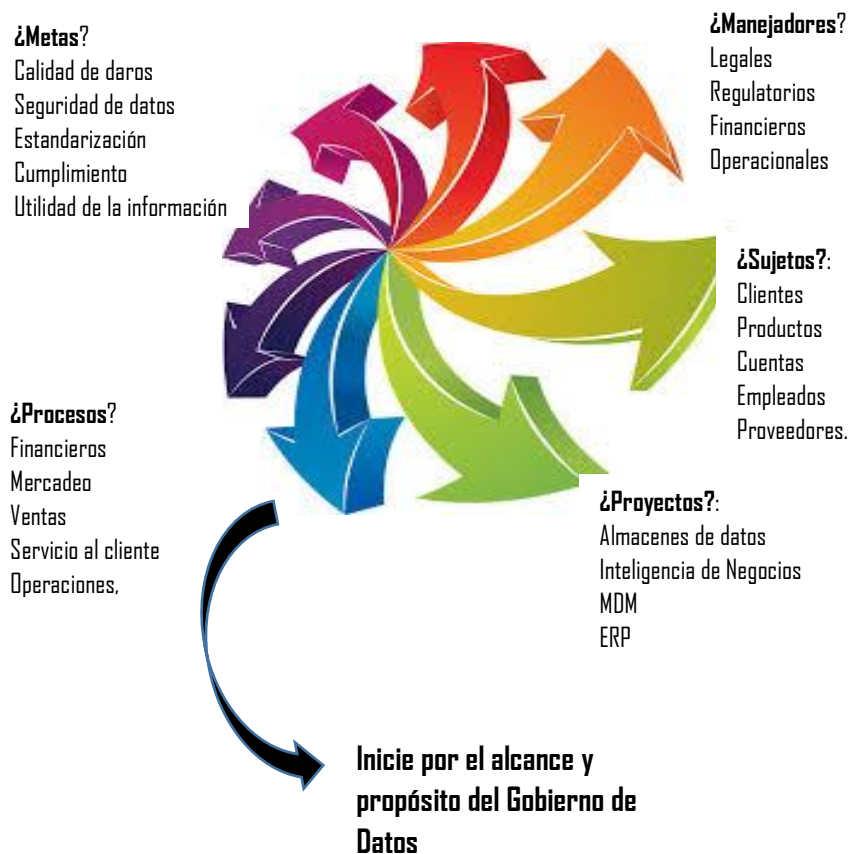 ¿Metas?
Calidad de daros
Seguridad de datos
Estandarización
Cumplimiento
Utilidad de la información
¿Manejadores?
Legales
Regulatorios
Financieros
Operacionales
¿Sujetos?:
Clientes
Productos
Cuentas
Empleados
Proveedores.
¿Procesos?
Financieros
Mercadeo
Ventas
Servicio al cliente
Operaciones,
¿Proyectos?:
Almacenes de datos
Inteligencia de Negocios
MDM
ERP
Inicie por el alcance y
propósito del Gobierno de
Datos